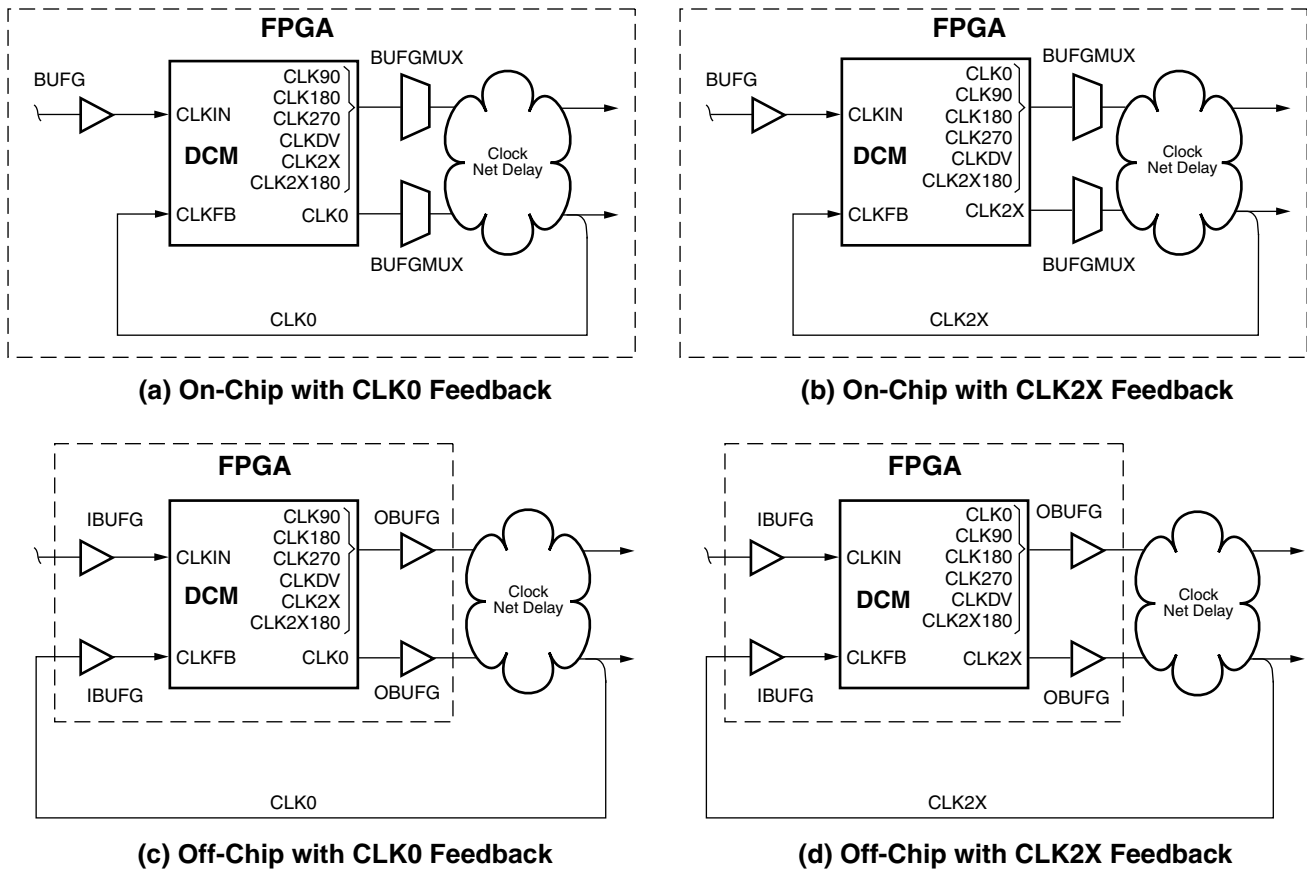 FPGA
BUFG
BUFGMUX
CLK90
CLK180
CLK270
CLKDV
CLK2X
CLK2X180
CLKIN
DCM
Clock
Net Delay
CLKFB
CLK0
BUFGMUX
CLK0
(a) On-Chip with CLK0 Feedback
FPGA
BUFG
BUFGMUX
CLK0
CLK90
CLK180
CLK270
CLKDV
CLK2X180
CLKIN
DCM
Clock
Net Delay
CLKFB
CLK2X
BUFGMUX
CLK2X
(b) On-Chip with CLK2X Feedback
FPGA
IBUFG
OBUFG
CLK90
CLK180
CLK270
CLKDV
CLK2X
CLK2X180
CLKIN
DCM
Clock
Net Delay
CLKFB
CLK0
IBUFG
OBUFG
CLK0
(c) Off-Chip with CLK0 Feedback
FPGA
IBUFG
OBUFG
CLK0
CLK90
CLK180
CLK270
CLKDV
CLK2X180
CLKIN
DCM
Clock
Net Delay
CLKFB
CLK2X
IBUFG
OBUFG
CLK2X
(d) Off-Chip with CLK2X Feedback